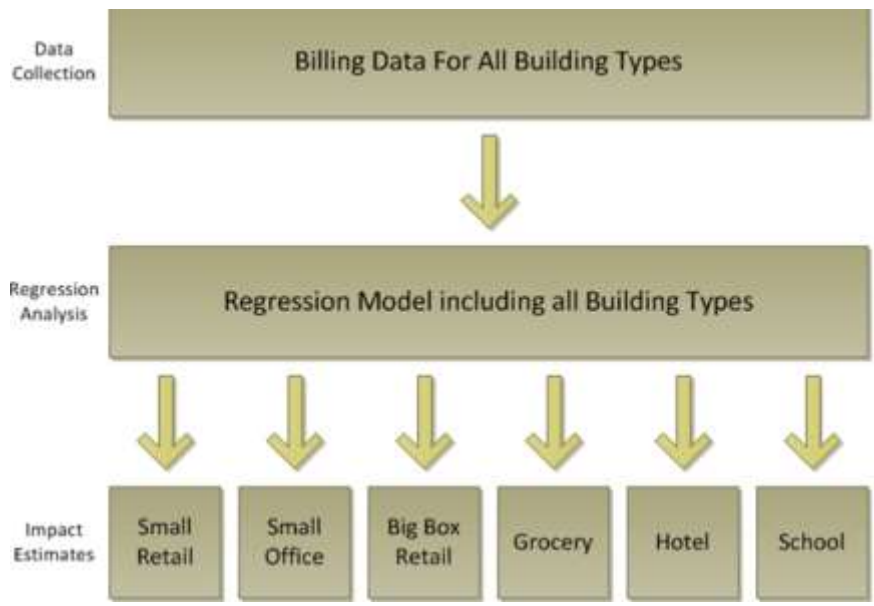 Data
Collection
Billing Data For All Building Types
Regression
Analysis
Regression Model including all Building Types
Impact
Estimates
Small
Retail
Small
Office
Big Box
Retail
Grocery
Hotel
School